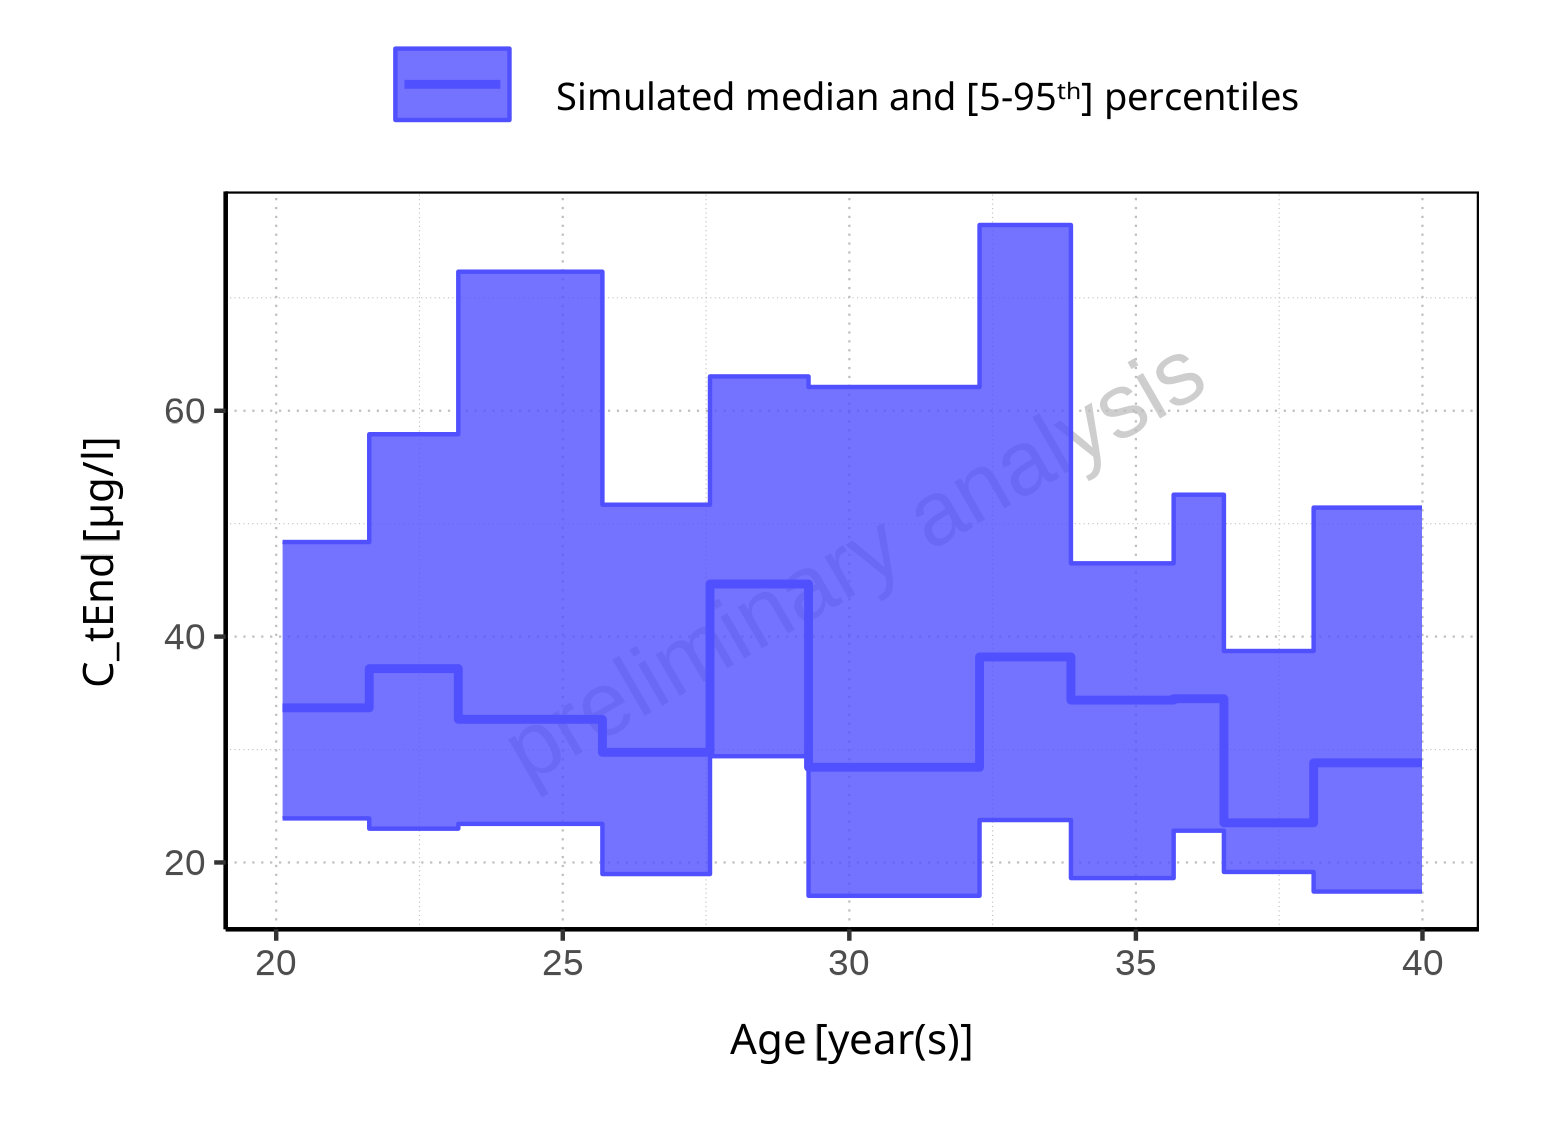 Simulated median and [5-95ᵗʰ] percentiles
60
40
20
C_tEnd [µg/l]
preliminary analysis
20 25 30 35 40
Age [year(s)]